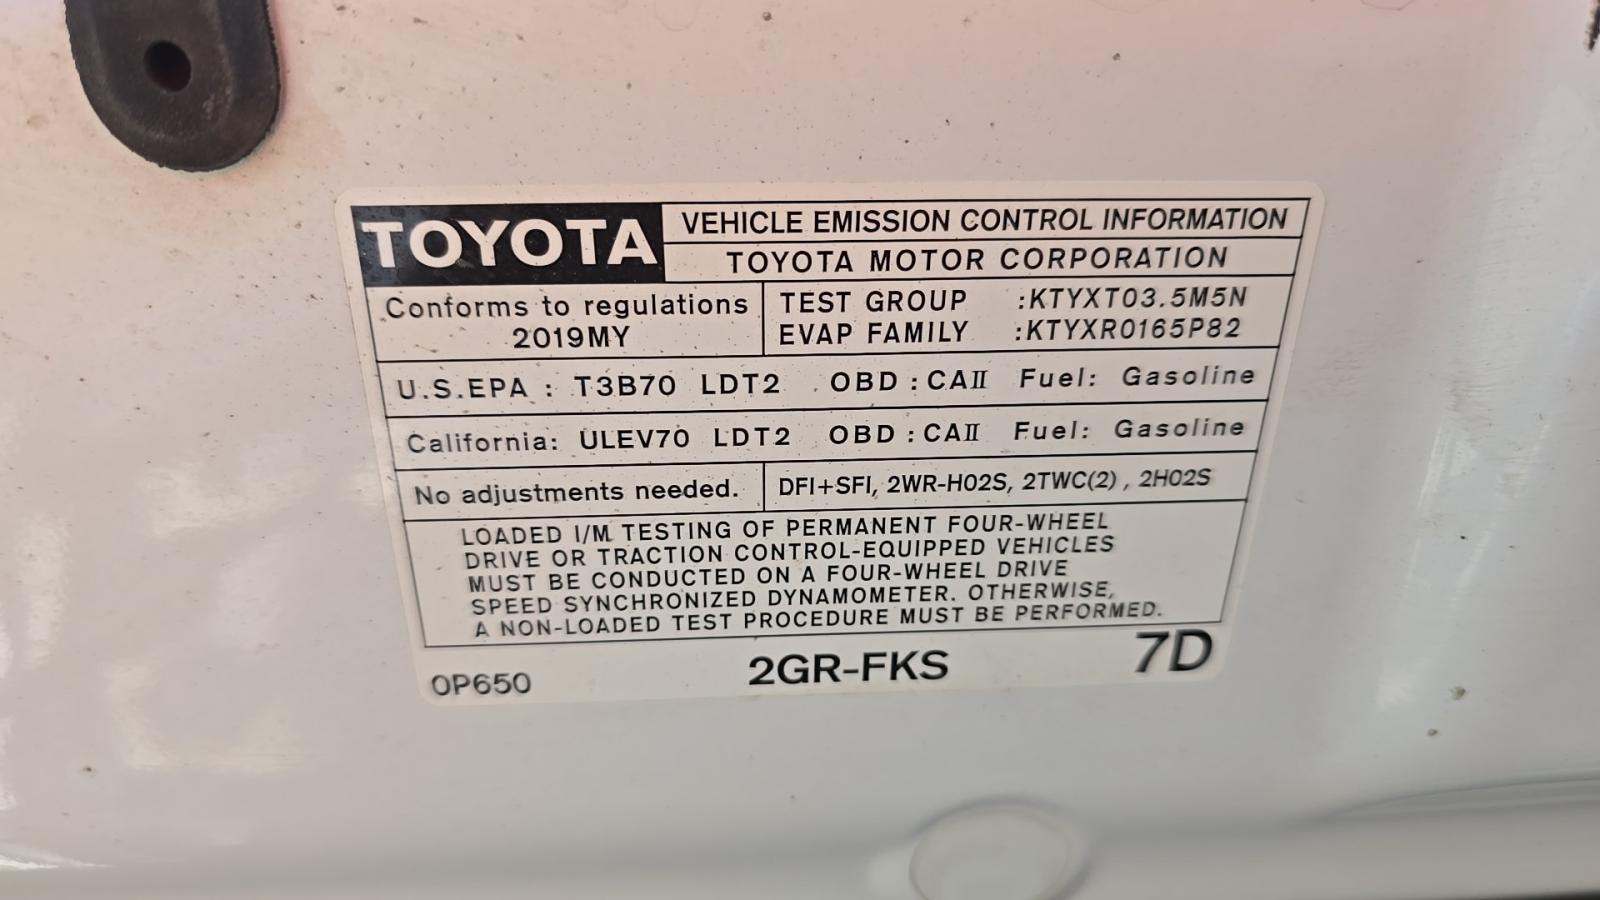 TOYOTA
VEHICLE EMISSION CONTROL INFORMATION
TOYOTA MOTOR CORPORATION
Conforms to regulations
2019MY
TEST GROUP :KTYXT03.5M5N
EVAP FAMILY :KTYXR0165P82
U.S.EPA : T3B70 LDT2 OBD : CAII Fuel: Gasoline
California: ULEV70 LDT2 OBD : CAII Fuel: Gasoline
No adjustments needed.
DFI+SFI, 2WR-HO2S, 2TWC(2) , 2HO2S
LOADED I/M TESTING OF PERMANENT FOUR-WHEEL
DRIVE OR TRACTION CONTROL-EQUIPPED VEHICLES
MUST BE CONDUCTED ON A FOUR-WHEEL DRIVE
SPEED SYNCHRONIZED DYNAMOMETER. OTHERWISE,
A NON-LOADED TEST PROCEDURE MUST BE PERFORMED.
0P650
2GR-FKS
7D